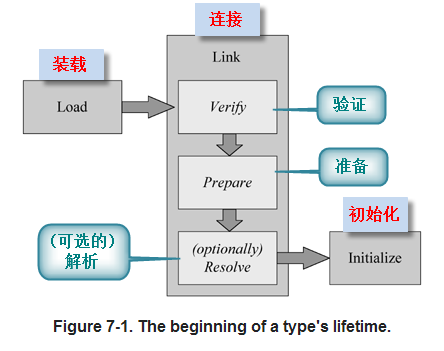 连接
装载
Link
Load
Verify
验证
Prepare
准备
(可选的)
解析
(optionally)
Resolve
初始化
Initialize
Figure 7-1. The beginning of a type's lifetime.